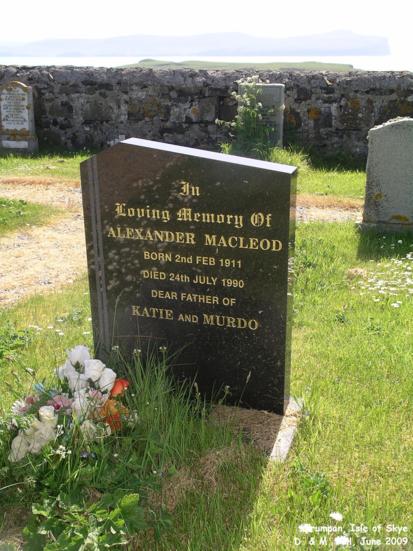 In
Loving Memory Of
ALEXANDER MACLEOD
BORN 2nd FEB 1911
DIED 24th JULY 1990
DEAR FATHER OF
KATIE AND MURDO
Isle of Skye
D. & M. June 2009